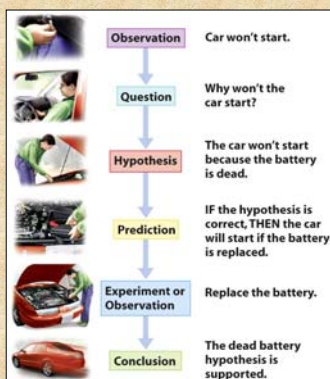 Observation
Car won't start.
Question
Why won't the
car start?
Hypothesis
The car won't start
because the battery
is dead.
Prediction
IF the hypothesis is
correct, THEN the car
will start if the battery
is replaced.
Experiment or
Observation
Replace the battery.
Conclusion
The dead battery
hypothesis is
supported.